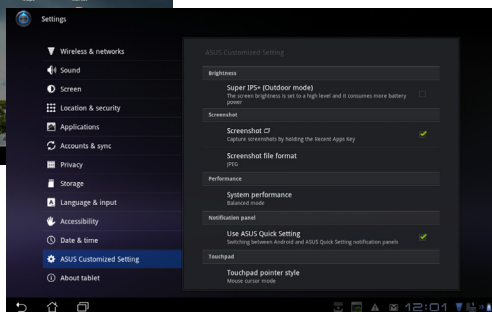 Settings
Wireless & networks
Sound
Screen
Location & security
Applications
Accounts & sync
Privacy
Storage
Language & input
Accessibility
Date & time
ASUS Customized Setting
About tablet
ASUS Customized Setting
Brightness
Super IPS+ (Outdoor mode)
The screen brightness is set to a high level and it consumes more battery
power
Screenshot
Screenshot
Capture screenshots by holding the Recent Apps Key
Screenshot file format
JPEG
Performance
System performance
Balanced mode
Notification panel
Use ASUS Quick Setting
Switching between Android and ASUS Quick Setting notification panels
Touchpad
Touchpad pointer style
Mouse cursor mode
12:01